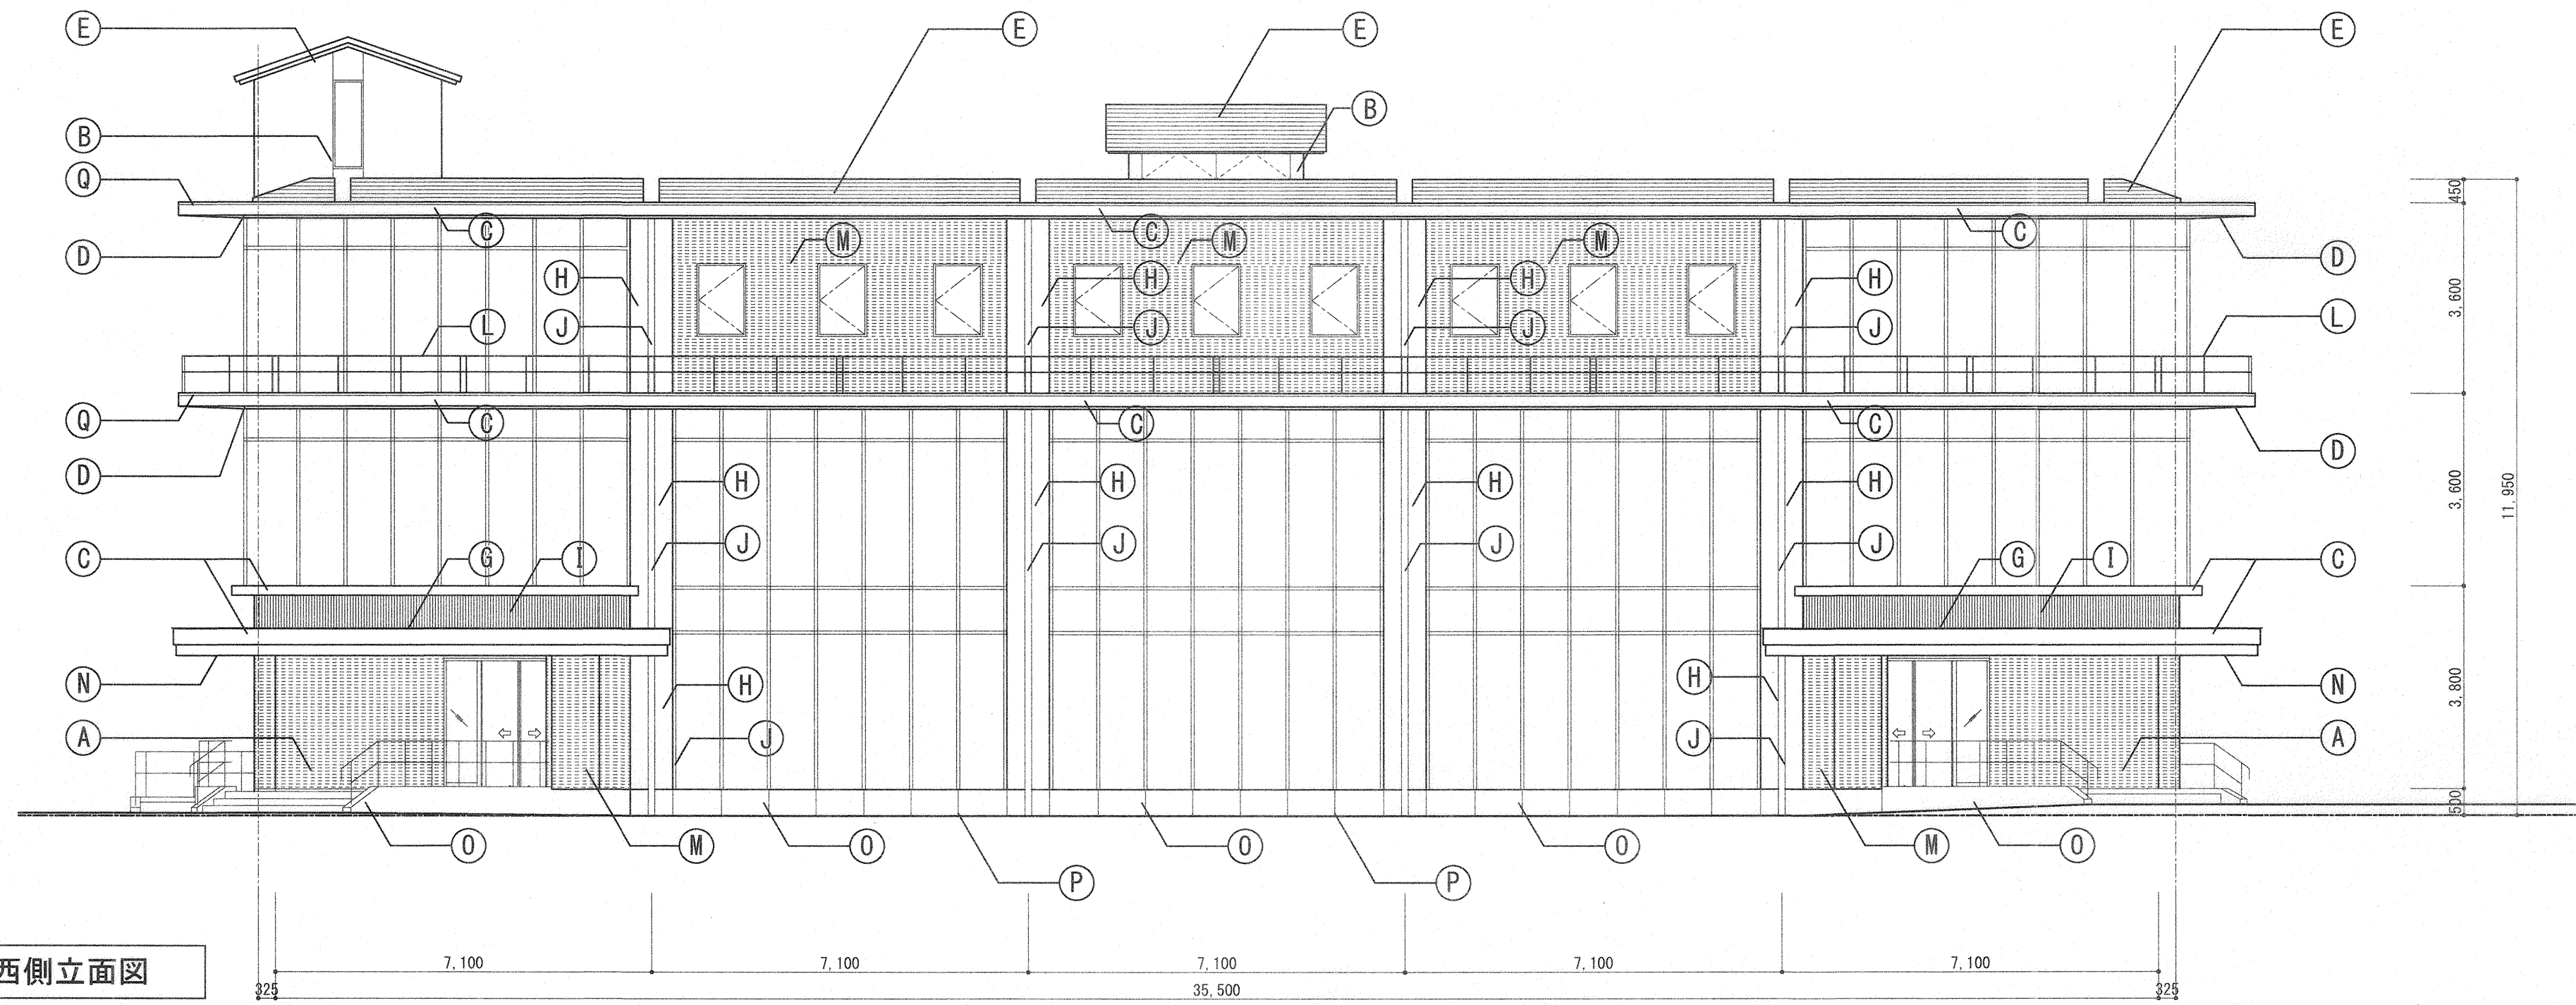 E E E E
B B
Q
C C C
M M M
D D
H H H H H
J J J J J
L L
Q
C C C
D D
H H H H
J J J J
C G I G I C
N H H N
A J J A
O M O O O M O
P P
450
3,600
3,600
3,800
500
11,950
7,100 7,100 7,100 7,100 7,100
325 35,500 325
西側立面図